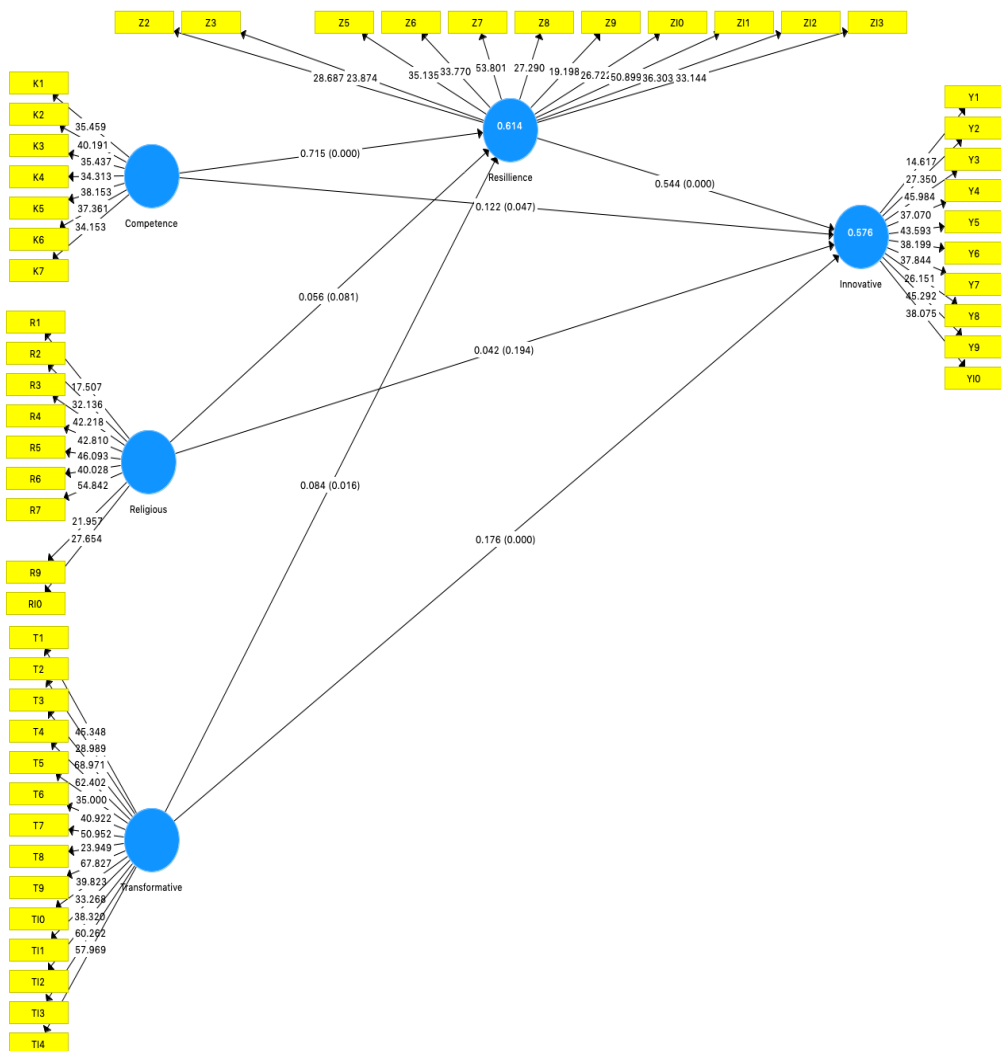 Z2
Z3
Z5
Z6
Z7
Z8
Z9
ZI0
ZI1
ZI2
ZI3
28.687
23.874
35.135
33.770
53.801
27.290
19.198
26.722
50.899
36.303
33.144
K1
K2
K3
K4
K5
K6
K7
35.459
40.191
35.437
34.313
38.153
37.361
34.153
Competence
0.715 (0.000)
0.614
Resillience
0.544 (0.000)
0.122 (0.047)
0.576
Innovative
Y1
Y2
Y3
Y4
Y5
Y6
Y7
Y8
Y9
YI0
14.617
27.350
45.984
37.070
43.593
38.199
37.844
26.151
45.292
38.075
0.056 (0.081)
0.042 (0.194)
R1
R2
R3
R4
R5
R6
R7
R9
RI0
17.507
32.136
42.218
42.810
46.093
40.028
54.842
21.957
27.654
Religious
0.084 (0.016)
0.176 (0.000)
T1
T2
T3
T4
T5
T6
T7
T8
T9
TI0
TI1
TI2
TI3
TI4
45.348
28.989
68.971
62.402
35.000
40.922
50.952
23.949
67.827
39.823
33.268
38.320
60.262
57.969
Transformative